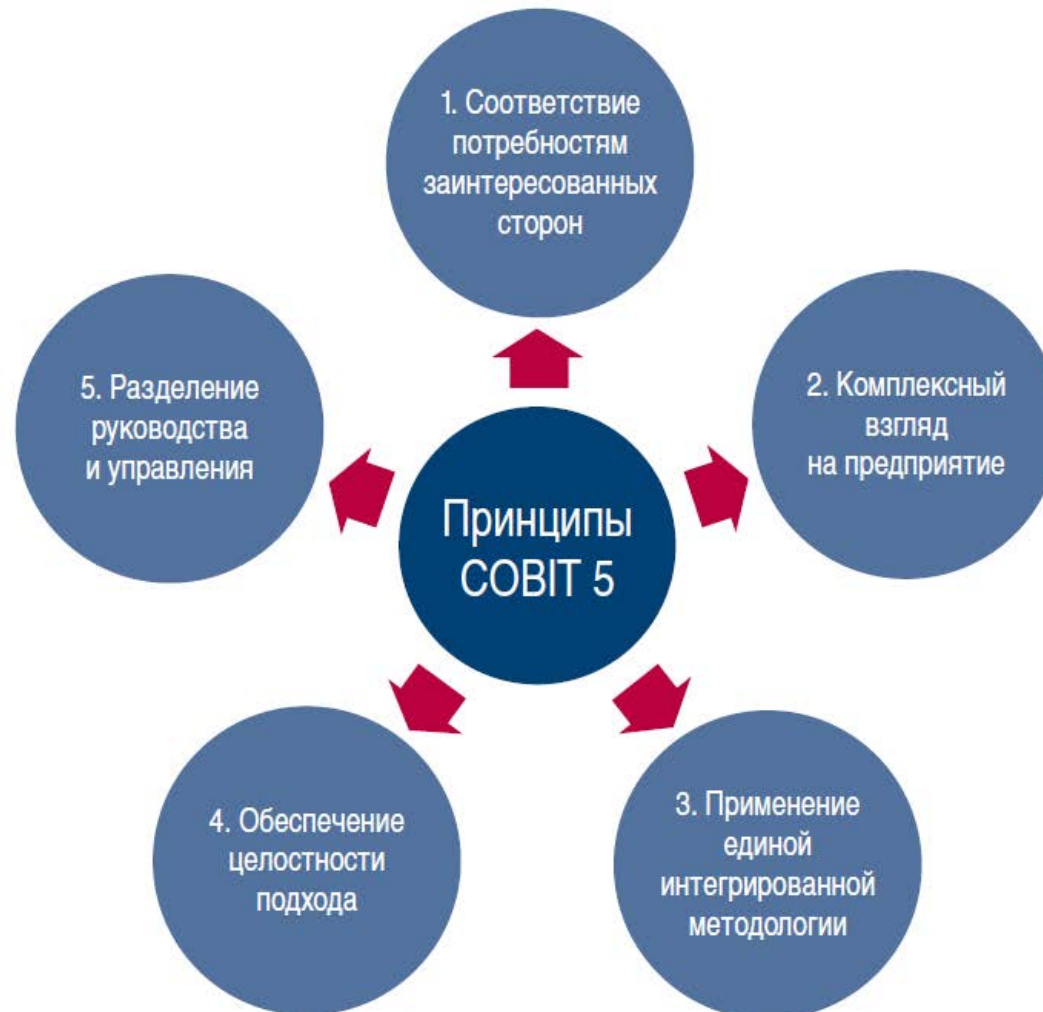 1. Соответствие
потребностям
заинтересованных
сторон
2. Комплексный
взгляд
на предприятие
3. Применение
единой
интегрированной
методологии
4. Обеспечение
целостности
подхода
5. Разделение
руководства
и управления
Принципы
COBIT 5